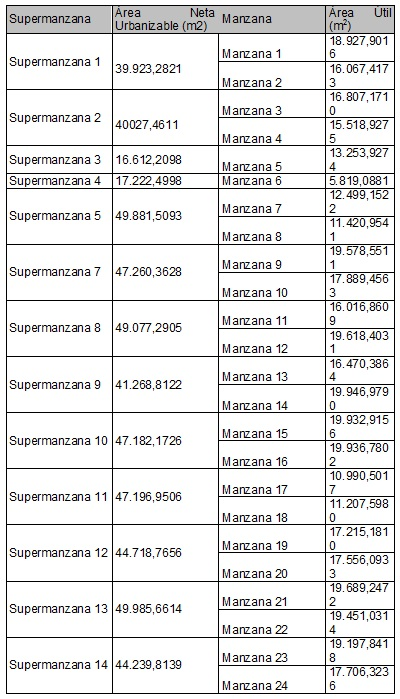 Supermanzana Área Neta Urbanizable (m2) Manzana Área Útil (m²)
Supermanzana 1 39.923,2821 Manzana 1 18.927,9016
Manzana 2 16.067,4173
Supermanzana 2 40027,4611 Manzana 3 16.807,1710
Manzana 4 15.518,9275
Supermanzana 3 16.612,2098 Manzana 5 13.253,9274
Supermanzana 4 17.222,4998 Manzana 6 5.819,0881
Supermanzana 5 49.881,5093 Manzana 7 12.499,1522
Manzana 8 11.420,9541
Supermanzana 7 47.260,3628 Manzana 9 19.578,5511
Manzana 10 17.889,4563
Supermanzana 8 49.077,2905 Manzana 11 16.016,8609
Manzana 12 19.618,4031
Supermanzana 9 41.268,8122 Manzana 13 16.470,3864
Manzana 14 19.946,9790
Supermanzana 10 47.182,1726 Manzana 15 19.932,9156
Manzana 16 19.936,7802
Supermanzana 11 47.196,9506 Manzana 17 10.990,5017
Manzana 18 11.207,5980
Supermanzana 12 44.718,7656 Manzana 19 17.215,1810
Manzana 20 17.556,0933
Supermanzana 13 49.985,6614 Manzana 21 19.689,2472
Manzana 22 19.451,0314
Supermanzana 14 44.239,8139 Manzana 23 19.197,8418
Manzana 24 17.706,3236